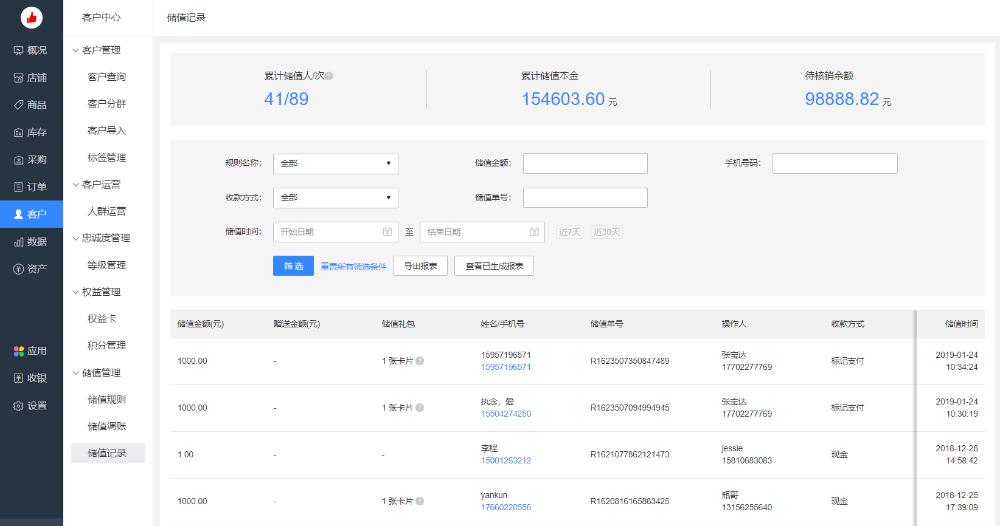 客户中心
储值记录
概况
店铺
商品
库存
采购
订单
客户
数据
资产
应用
收银
设置
客户管理
客户查询
客户分群
客户导入
标签管理
客户运营
人群运营
忠诚度管理
等级管理
权益管理
权益卡
积分管理
储值管理
储值规则
储值调账
储值记录
累计储值人/次 ?
41/89
累计储值本金
154603.60 元
待核销余额
98888.82 元
规则名称： 全部 储值金额： 手机号码：
收款方式： 全部 储值单号：
储值时间： 开始日期 至 结束日期 近7天 近30天
筛 选 重置所有筛选条件 导出报表 查看已生成报表
储值金额(元) 赠送金额(元) 储值礼包 姓名/手机号 储值单号 操作人 收款方式 储值时间
1000.00 - 1 张卡片 ? 15957196571 15957196571 R1623507350847489 张宝达 17702277769 标记支付 2019-01-24 10:34:24
1000.00 - 1 张卡片 ? 执念，爱 15504274250 R1623507094994945 张宝达 17702277769 标记支付 2019-01-24 10:30:19
1.00 - - 李程 15001263212 R1621077862121473 jessie 15810683083 现金 2018-12-28 14:58:42
1000.00 - 1 张卡片 ? yankun 17660220556 R1620816165863425 瓶哥 13156255640 现金 2018-12-25 17:39:09